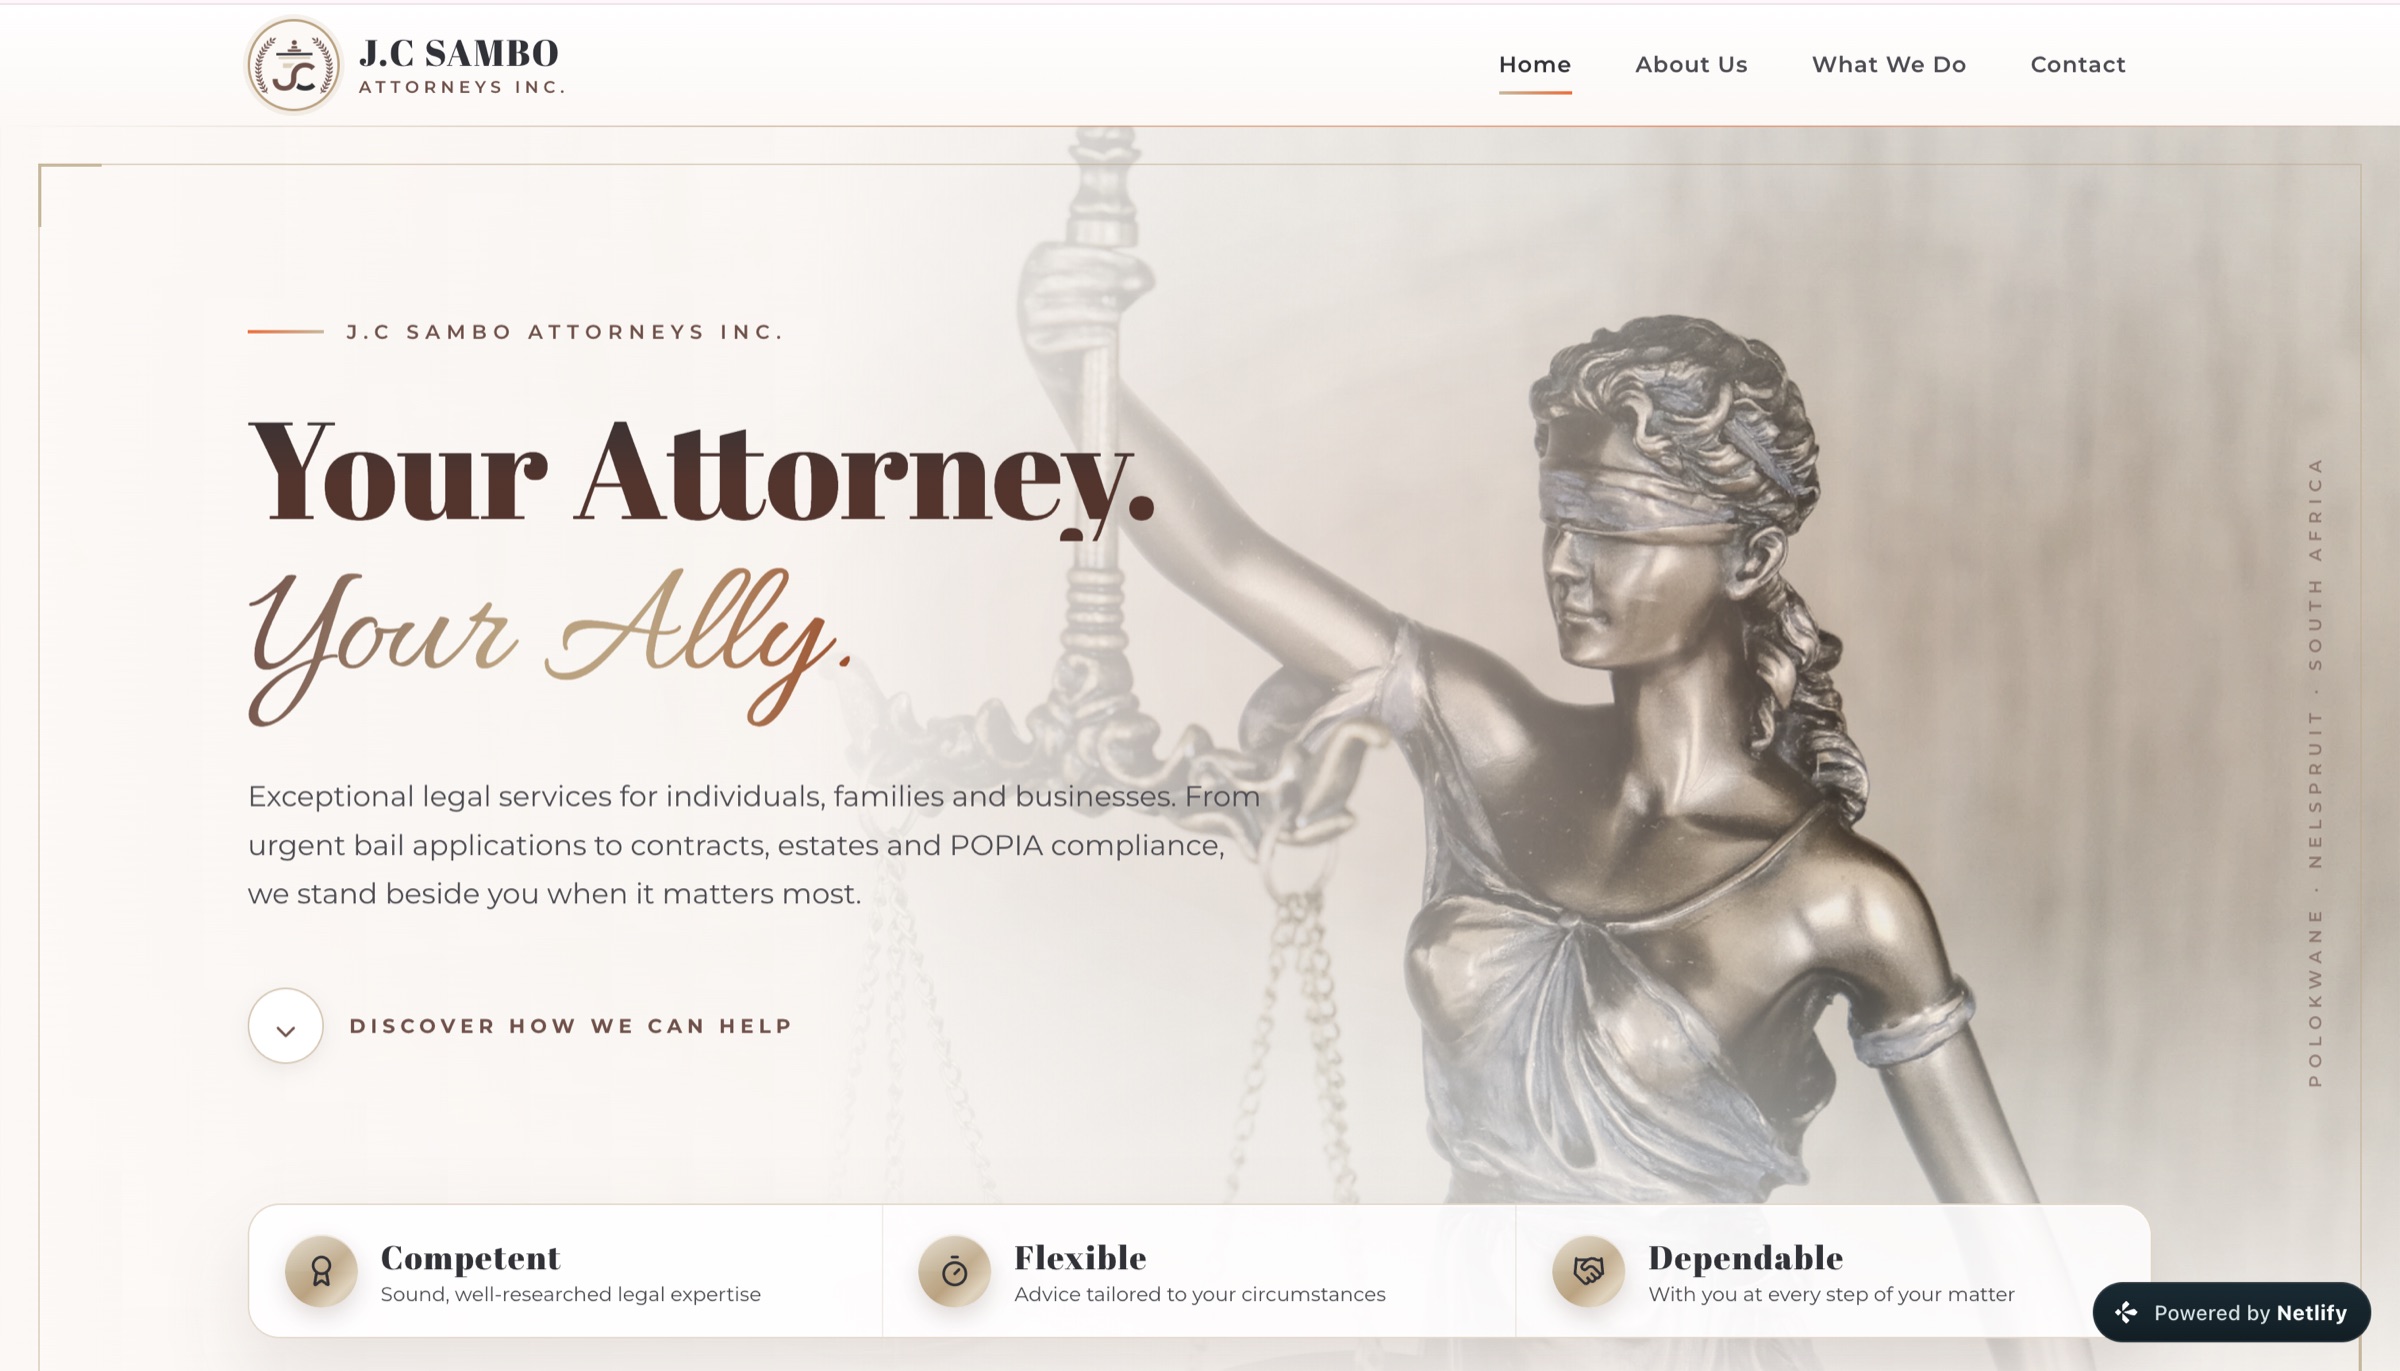 J.C SAMBO
ATTORNEYS INC.
Home
About Us
What We Do
Contact
J.C SAMBO ATTORNEYS INC.
Your Attorney.
Your Ally.
Exceptional legal services for individuals, families and businesses. From
urgent bail applications to contracts, estates and POPIA compliance,
we stand beside you when it matters most.
DISCOVER HOW WE CAN HELP
POLOKWANE · NELSPRUIT · SOUTH AFRICA
Competent
Sound, well-researched legal expertise
Flexible
Advice tailored to your circumstances
Dependable
With you at every step of your matter
Powered by Netlify